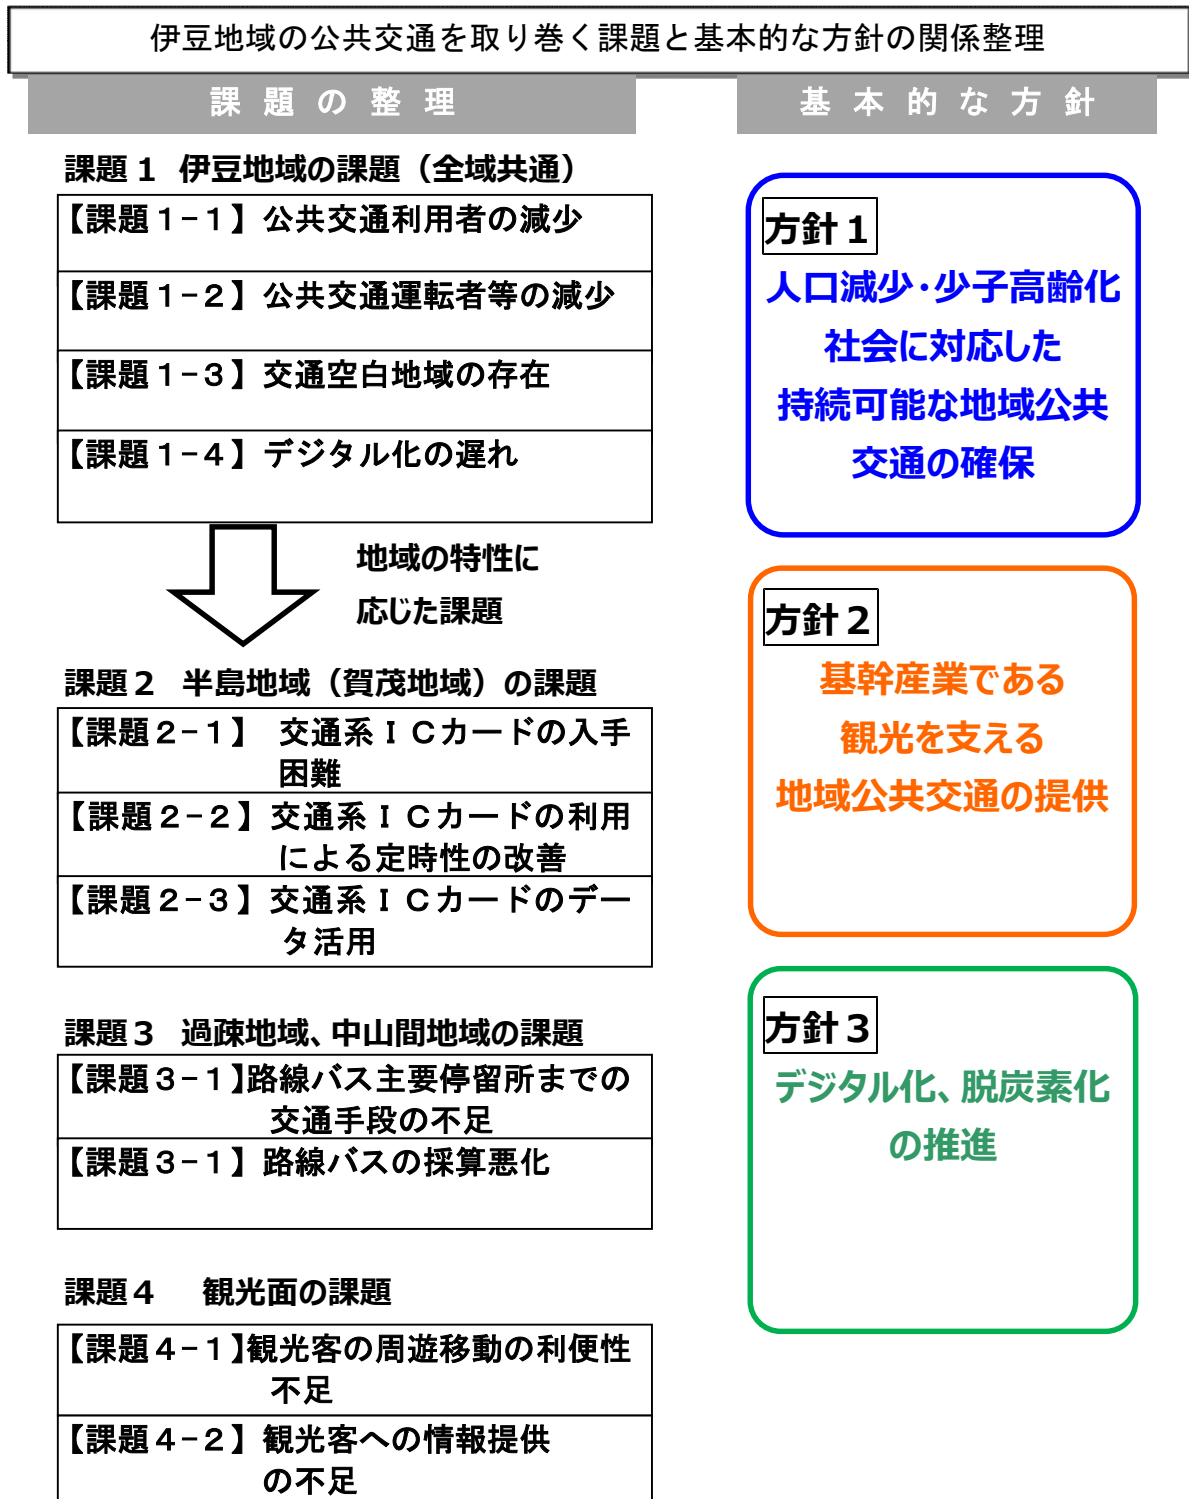 伊豆地域の公共交通を取り巻く課題と基本的な方針の関係整理
課題の整理
課題1 伊豆地域の課題（全域共通）
【課題１−１】公共交通利用者の減少
【課題１−２】公共交通運転者等の減少
【課題１−３】交通空白地域の存在
【課題１−４】デジタル化の遅れ
地域の特性に
応じた課題
課題２ 半島地域（賀茂地域）の課題
【課題２−１】 交通系ＩＣカードの入手
困難
【課題２−２】交通系ＩＣカードの利用
による定時性の改善
【課題２−３】交通系ＩＣカードのデー
タ活用
課題３ 過疎地域、中山間地域の課題
【課題３−１】路線バス主要停留所までの
交通手段の不足
【課題３−１】路線バスの採算悪化
課題４ 観光面の課題
【課題４−１】観光客の周遊移動の利便性
不足
【課題４−２】観光客への情報提供
の不足
基本的な方針
方針１
人口減少・少子高齢化
社会に対応した
持続可能な地域公共
交通の確保
方針２
基幹産業である
観光を支える
地域公共交通の提供
方針３
デジタル化、脱炭素化
の推進